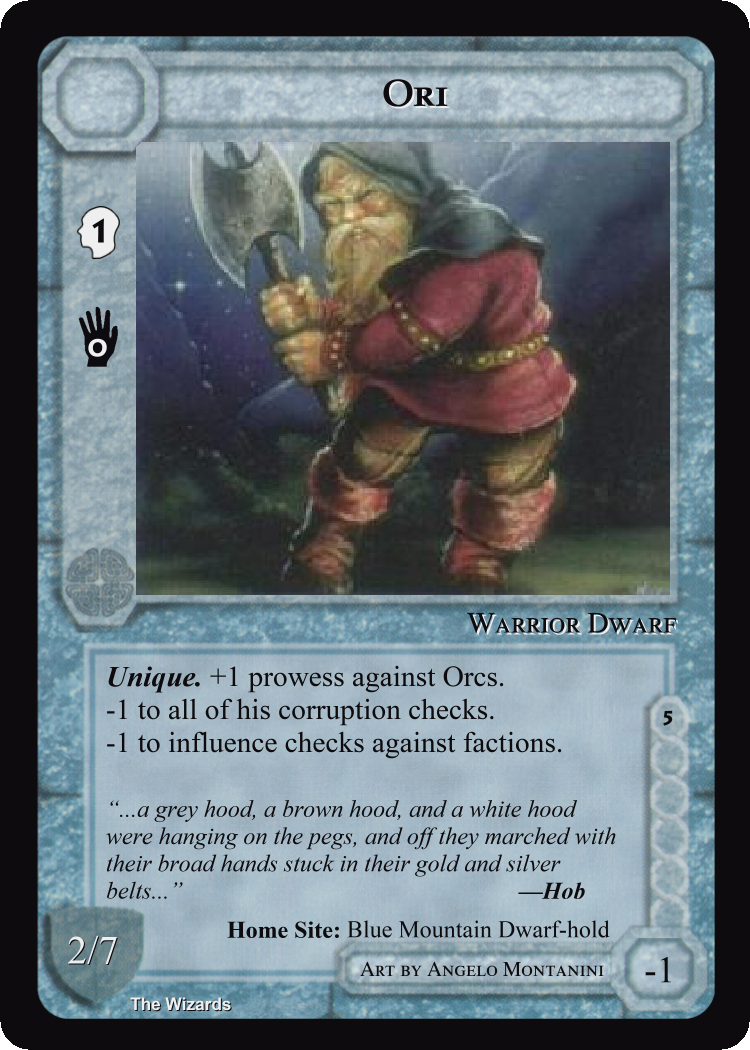 Ori
1
0
Warrior Dwarf
Unique. +1 prowess against Orcs.
-1 to all of his corruption checks.
-1 to influence checks against factions.
5
“...a grey hood, a brown hood, and a white hood
were hanging on the pegs, and off they marched with
their broad hands stuck in their gold and silver
belts...” —Hob
Home Site: Blue Mountain Dwarf-hold
2/7
Art by Angelo Montanini
-1
The Wizards